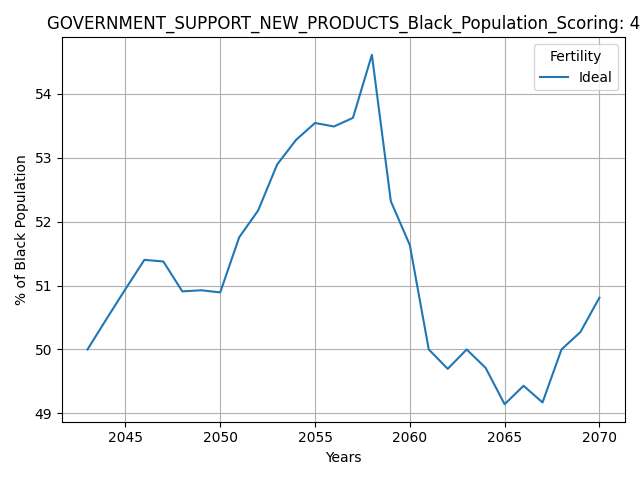 GOVERNMENT_SUPPORT_NEW_PRODUCTS_Black_Population_Scoring: 4
Fertility
Ideal
% of Black Population
54
53
52
51
50
49
2045 2050 2055 2060 2065 2070
Years